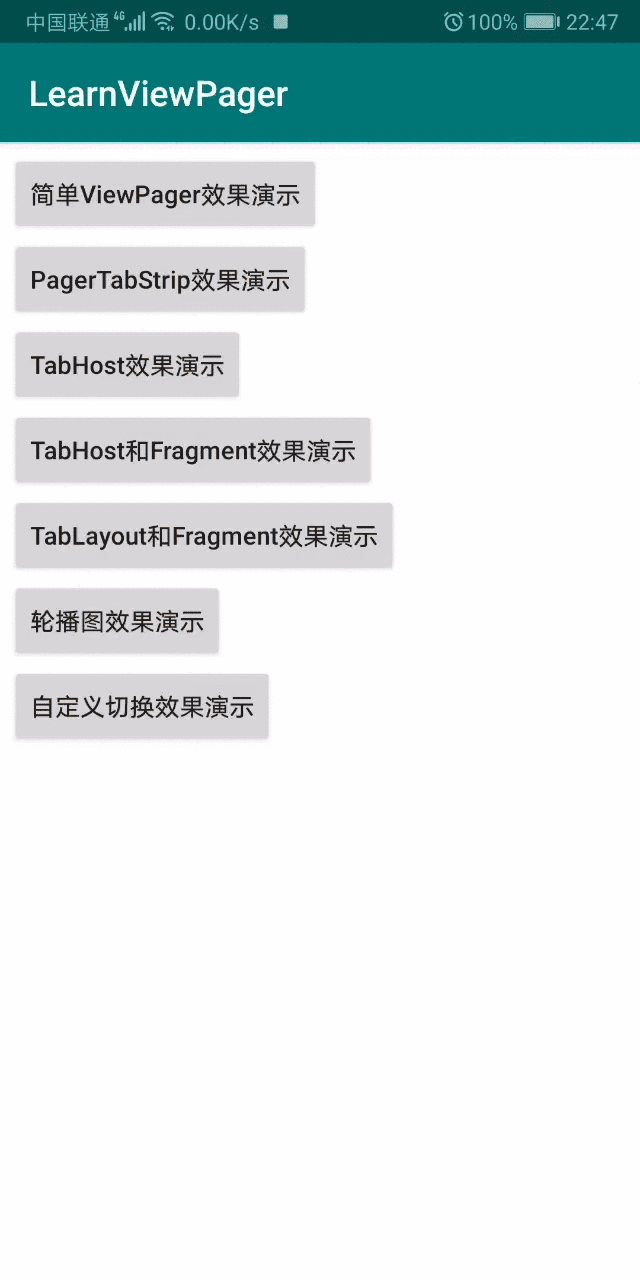 中国联通 4G 0.00K/s 100% 22:47
LearnViewPager
简单ViewPager效果演示
PagerTabStrip效果演示
TabHost效果演示
TabHost和Fragment效果演示
TabLayout和Fragment效果演示
轮播图效果演示
自定义切换效果演示